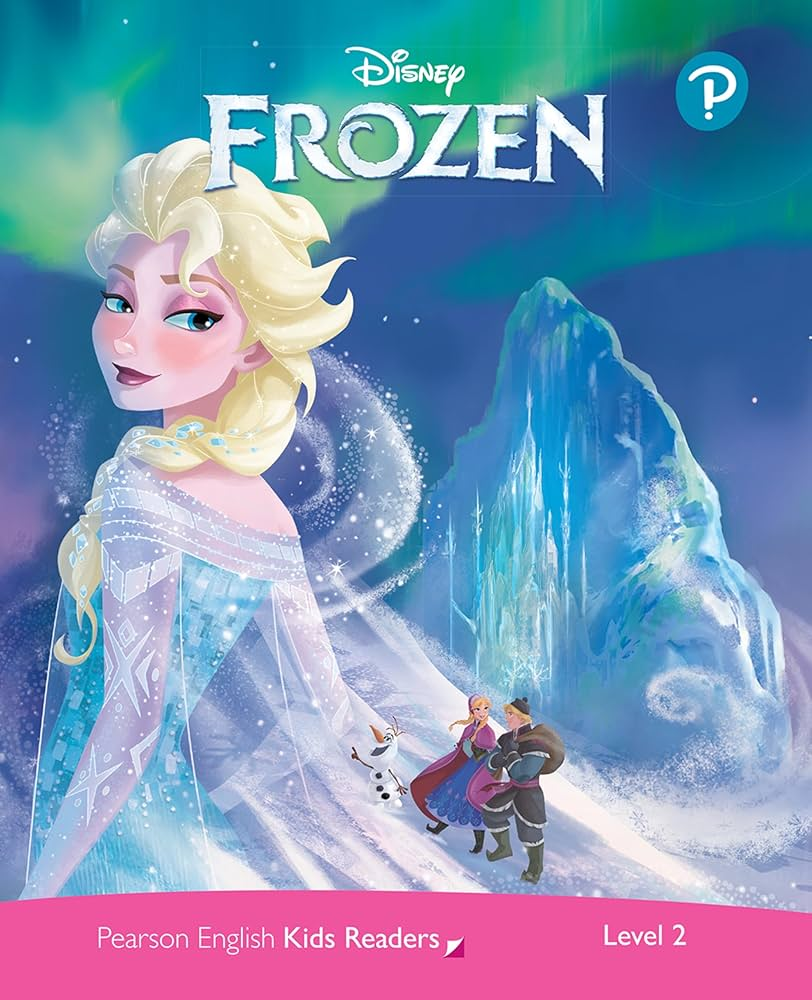 Disney
FROZEN
Pearson English Kids Readers
Level 2